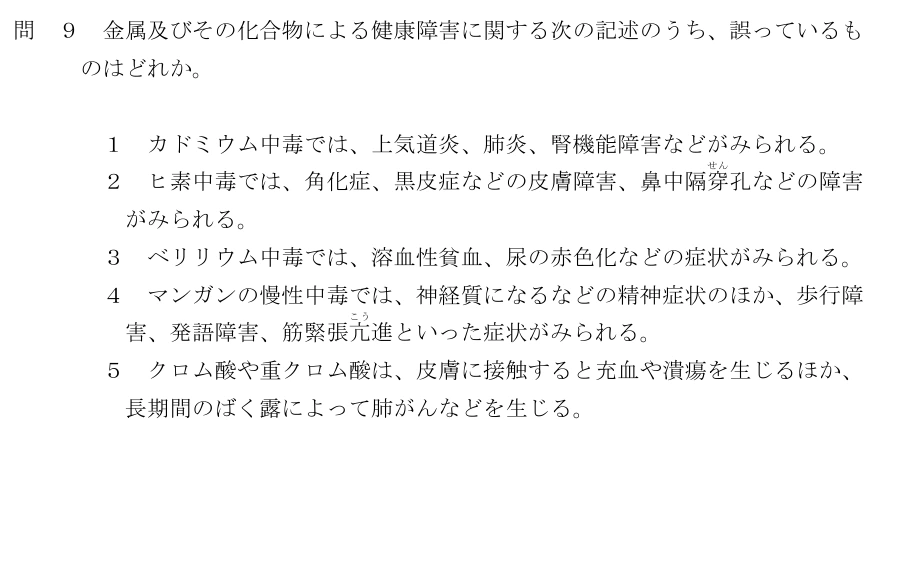 問　９　金属及びその化合物による健康障害に関する次の記述のうち、誤っているも
のはどれか。
１　カドミウム中毒では、上気道炎、肺炎、腎機能障害などがみられる。
せん
２　ヒ素中毒では、角化症、黒皮症などの皮膚障害、鼻中隔穿孔などの障害
がみられる。
３　ベリリウム中毒では、溶血性貧血、尿の赤色化などの症状がみられる。
４　マンガンの慢性中毒では、神経質になるなどの精神症状のほか、歩行障
こう
害、発語障害、筋緊張亢進といった症状がみられる。
５　クロム酸や重クロム酸は、皮膚に接触すると充血や潰瘍を生じるほか、
長期間のばく露によって肺がんなどを生じる。